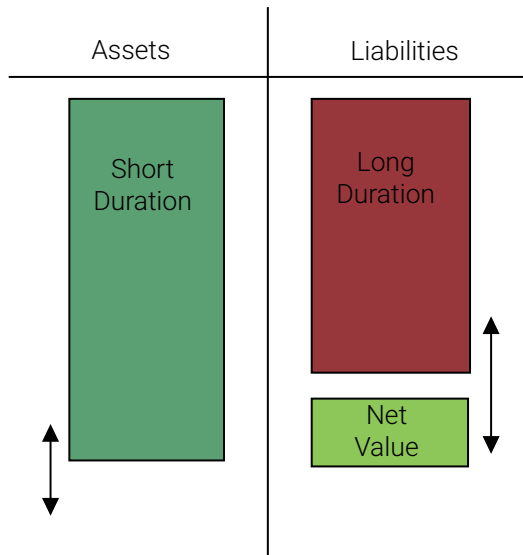 Assets
Liabilities
Short
Duration
Long
Duration
Net
Value